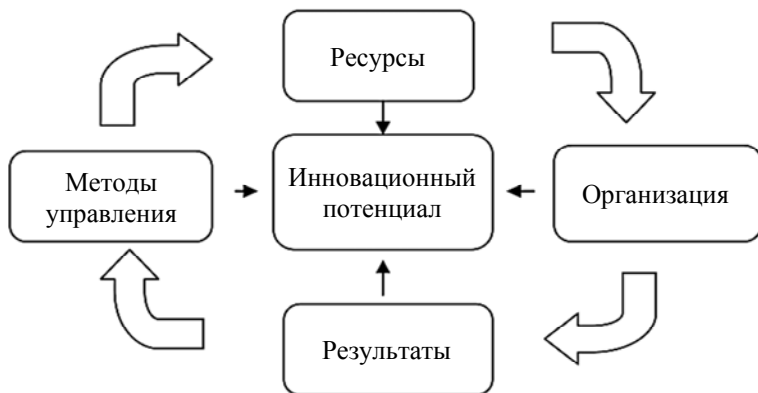 Ресурсы
Методы
управления
Инновационный
потенциал
Организация
Результаты